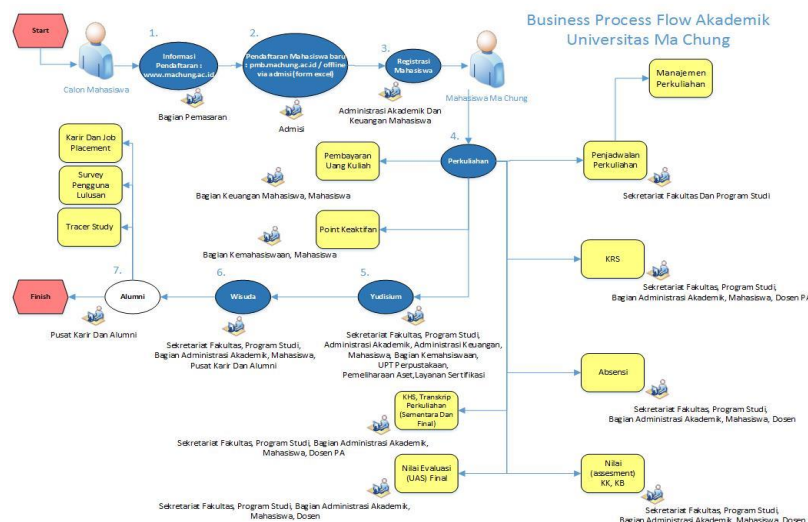 Business Process Flow Akademik
Universitas Ma Chung
Start
Calon Mahasiswa
1.
Informasi
Pendaftaran :
www.machung.ac.id
Bagian Pemasaran
2.
Pendaftaran Mahasiswa baru
: pmb.machung.ac.id / offline
via admisi(form excel)
Admisi
3.
Registrasi
Mahasiswa
Administrasi Akademik Dan
Keuangan Mahasiswa
Mahasiswa Ma Chung
4.
Perkuliahan
Manajemen
Perkuliahan
Penjadwalan
Perkuliahan
Sekretariat Fakultas Dan Program Studi
Pembayaran
Uang Kuliah
Bagian Keuangan Mahasiswa, Mahasiswa
Point Keaktifan
Bagian Kemahasiswaan, Mahasiswa
KRS
Sekretariat Fakultas, Program Studi,
Bagian Administrasi Akademik, Mahasiswa, Dosen PA
Karir Dan Job
Placement
Survey
Pengguna
Lulusan
Tracer Study
5.
Yudisium
Sekretariat Fakultas, Program Studi,
Administrasi Akademik, Administrasi Keuangan,
Mahasiswa, Bagian Kemahsiswaan,
UPT Perpustakaan,
Pemeliharaan Aset,Layanan Sertifikasi
6.
Wisuda
Sekretariat Fakultas, Program Studi,
Bagian Administrasi Akademik, Mahasiswa,
Pusat Karir Dan Alumni
7.
Alumni
Pusat Karir Dan Alumni
Finish
Absensi
Sekretariat Fakultas, Program Studi,
Bagian Administrasi Akademik, Mahasiswa, Dosen
KHS, Transkrip
Perkuliahan
(Sementara Dan
Final)
Sekretariat Fakultas, Program Studi, Bagian Administrasi Akademik,
Mahasiswa, Dosen PA
Nilai Evaluasi
(UAS) Final
Sekretariat Fakultas, Program Studi, Bagian Administrasi Akademik,
Mahasiswa, Dosen
Nilai
(assesment)
KK, KB
Sekretariat Fakultas, Program Studi,
Bagian Administrasi Akademik, Mahasiswa, Dosen